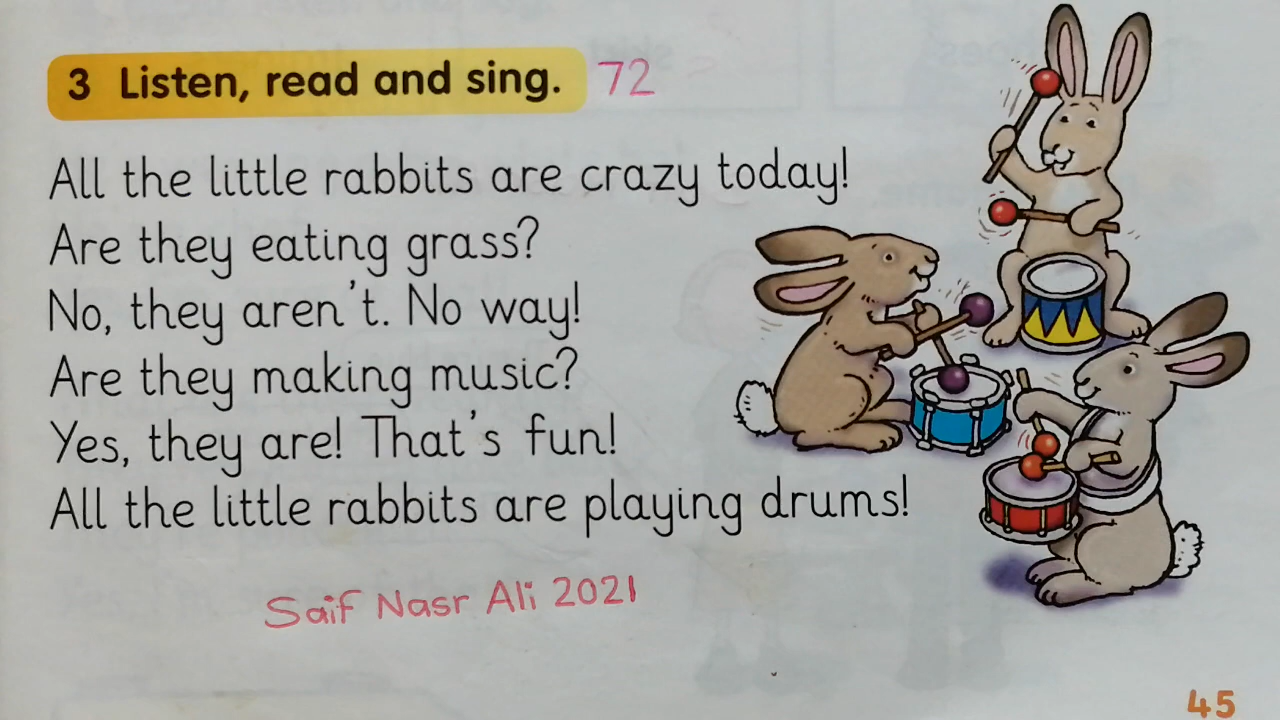 3 Listen, read and sing. 72
All the little rabbits are crazy today!
Are they eating grass?
No, they aren't. No way!
Are they making music?
Yes, they are! That's fun!
All the little rabbits are playing drums!
Saif Nasr Ali 2021
45